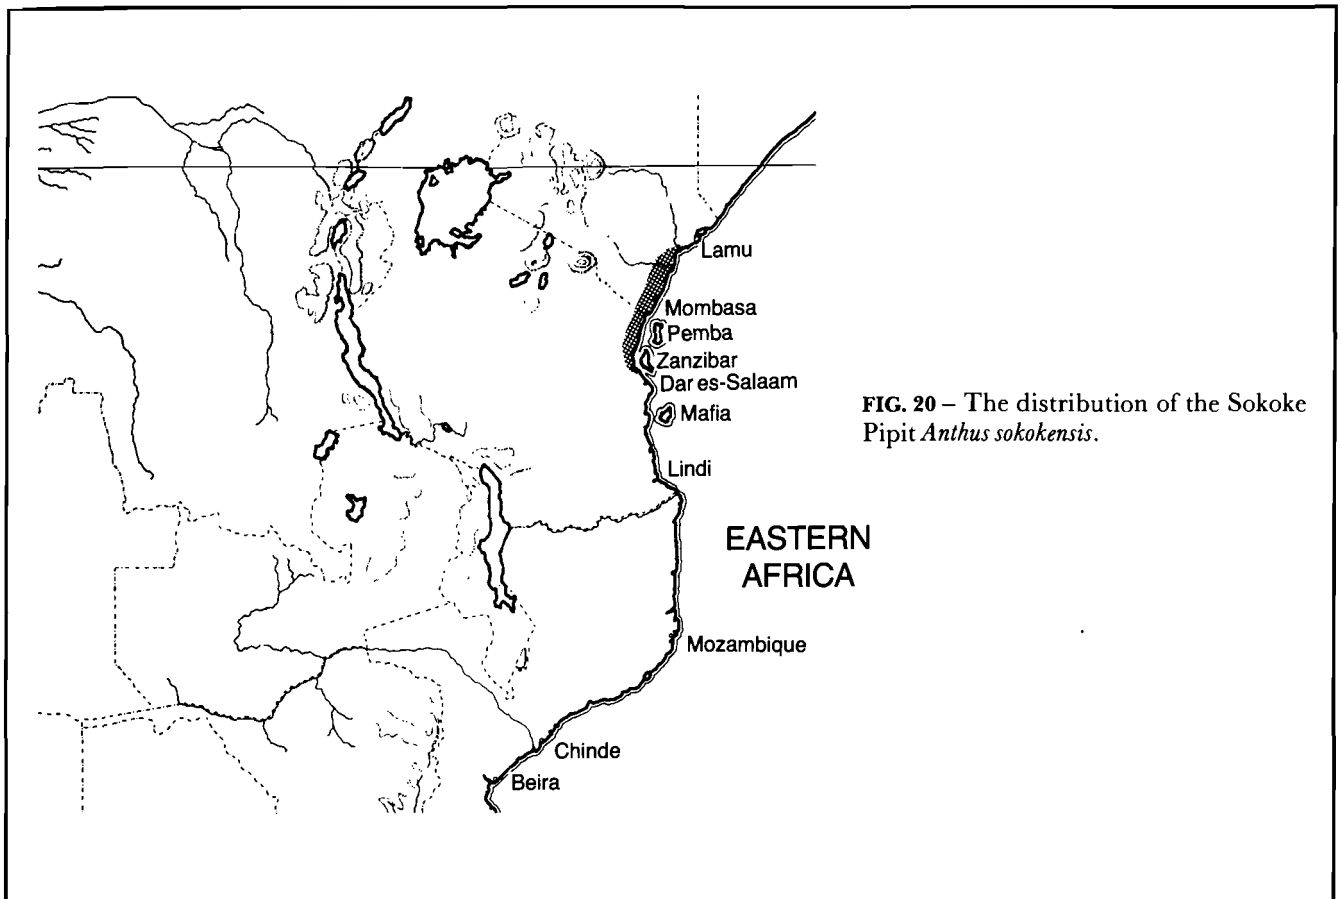 Lamu
Mombasa
Pemba
Zanzibar
Dar es-Salaam
Mafia
FIG. 20 – The distribution of the Sokoke
Pipit Anthus sokokensis.
Lindi
EASTERN
AFRICA
Mozambique
Chinde
Beira